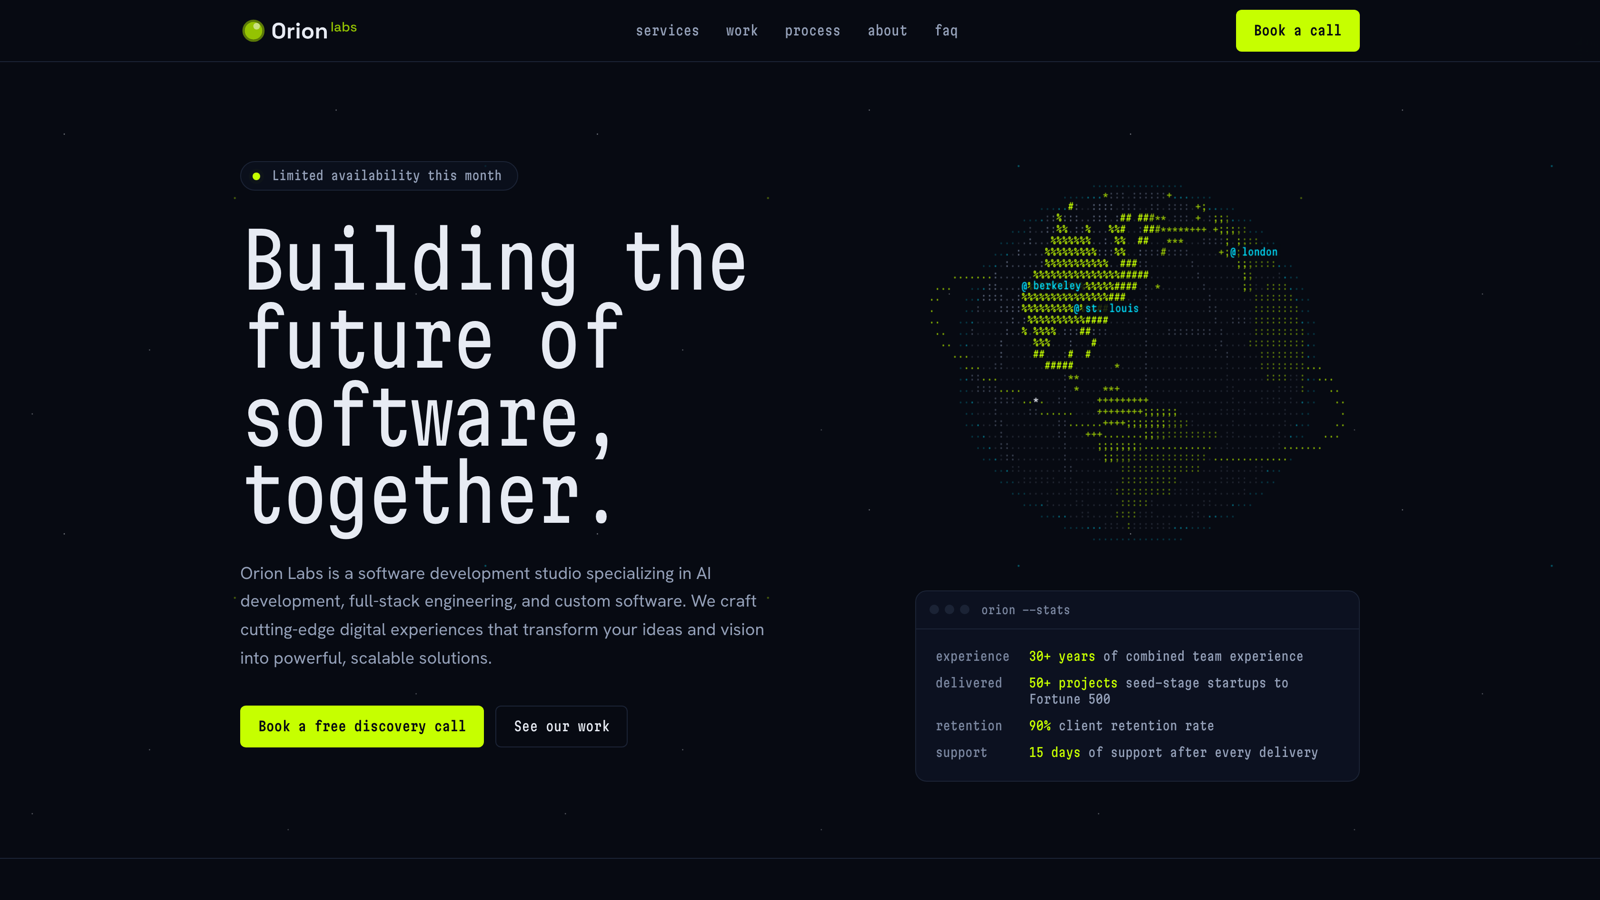 Orion labs
services work process about faq
Book a call
Limited availability this month
Building the
future of
software,
together.
Orion Labs is a software development studio specializing in AI
development, full-stack engineering, and custom software. We craft
cutting-edge digital experiences that transform your ideas and vision
into powerful, scalable solutions.
Book a free discovery call
See our work
@ london
@ berkeley
@ st. louis
orion --stats
experience 30+ years of combined team experience
delivered 50+ projects seed-stage startups to
Fortune 500
retention 90% client retention rate
support 15 days of support after every delivery